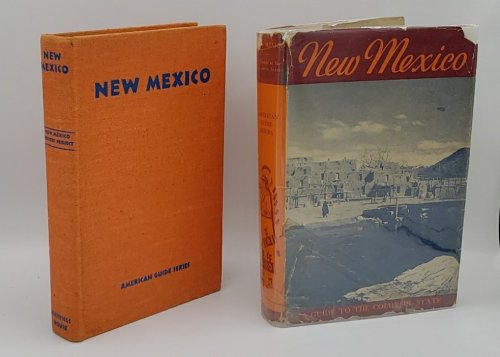 NEW
MEXICO
NEW MEXICO
PROJECT
HOUSE
NEW MEXICO
AMERICAN GUIDE SERIES
AMERICAN
GUIDE
SERIES
New Mexico
A GUIDE TO THE COLORFUL STATE